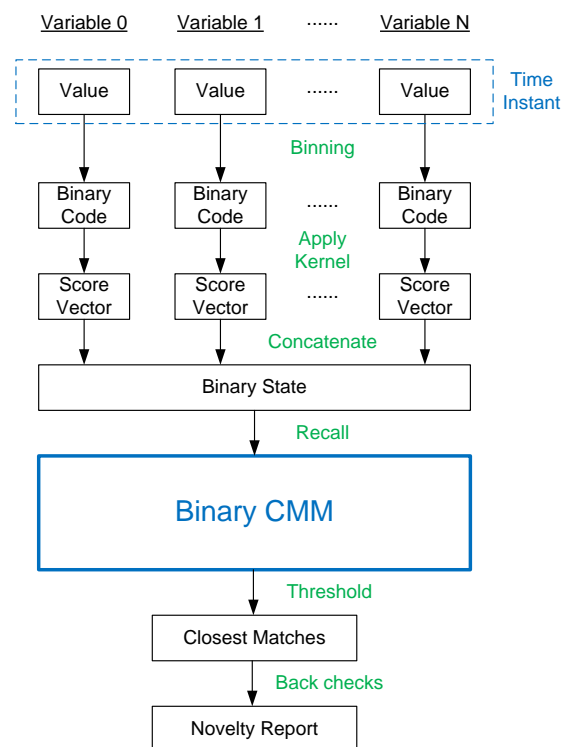 Variable 0 Variable 1 ...... Variable N
Value Value ...... Value
Time
Instant
Binning
Binary
Code
Binary
Code
......
Binary
Code
Apply
Kernel
Score
Vector
Score
Vector
......
Score
Vector
Concatenate
Binary State
Recall
Binary CMM
Threshold
Closest Matches
Back checks
Novelty Report